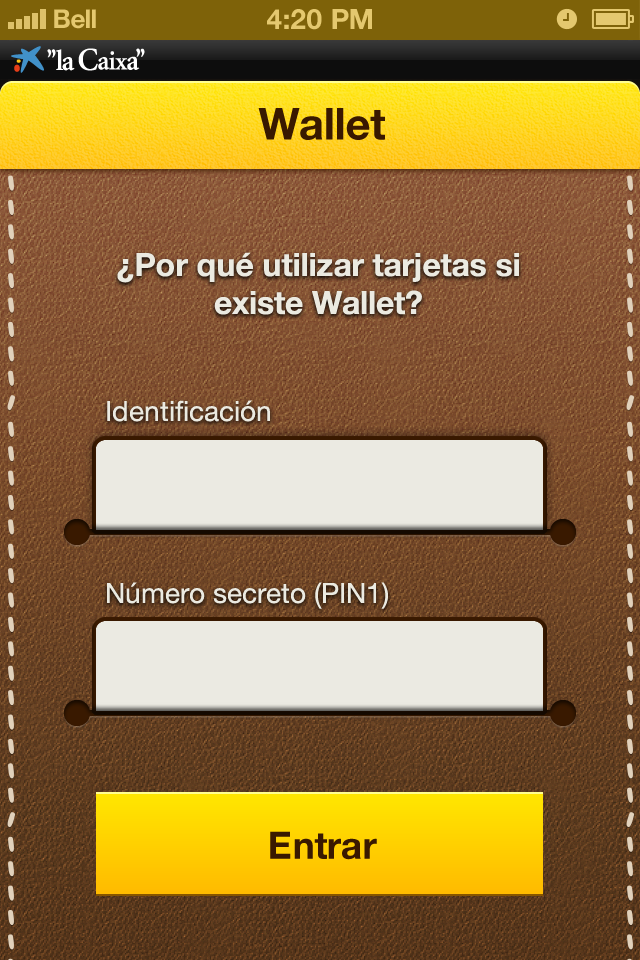 Bell 4:20 PM
"la Caixa"
Wallet
¿Por qué utilizar tarjetas si
existe Wallet?
Identificación
Número secreto (PIN1)
Entrar